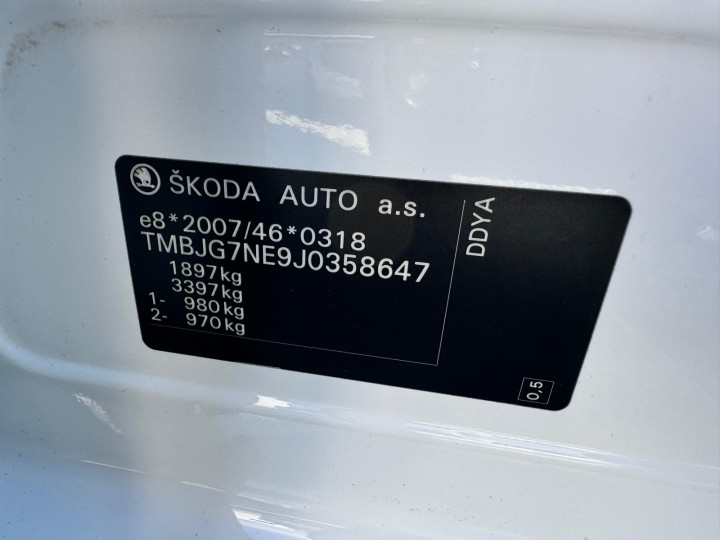 ŠKODA AUTO a.s.
e8*2007/46*0318
TMBJG7NE9J0358647
1897kg
3397kg
1- 980kg
2- 970kg
DDYA
0,5